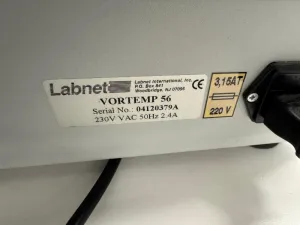 Labnet
Labnet International, Inc.
P.O. Box 841
Woodbridge, NJ 07095
CE
VORTEMP 56
Serial No.: 04120379A
230V VAC 50Hz 2.4A
3,15AT
220 V